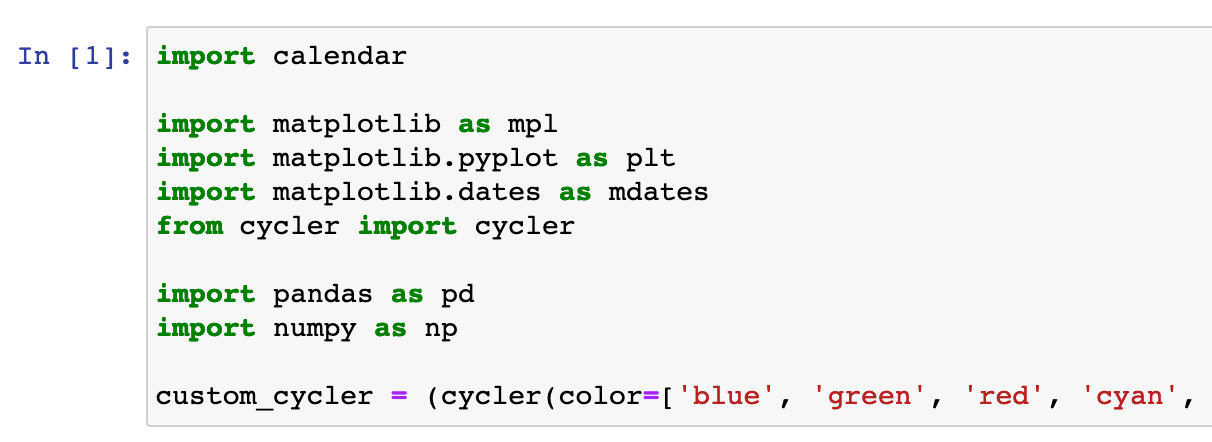 In [1]: import calendar
import matplotlib as mpl
import matplotlib.pyplot as plt
import matplotlib.dates as mdates
from cycler import cycler
import pandas as pd
import numpy as np
custom_cycler = (cycler(color=['blue', 'green', 'red', 'cyan',